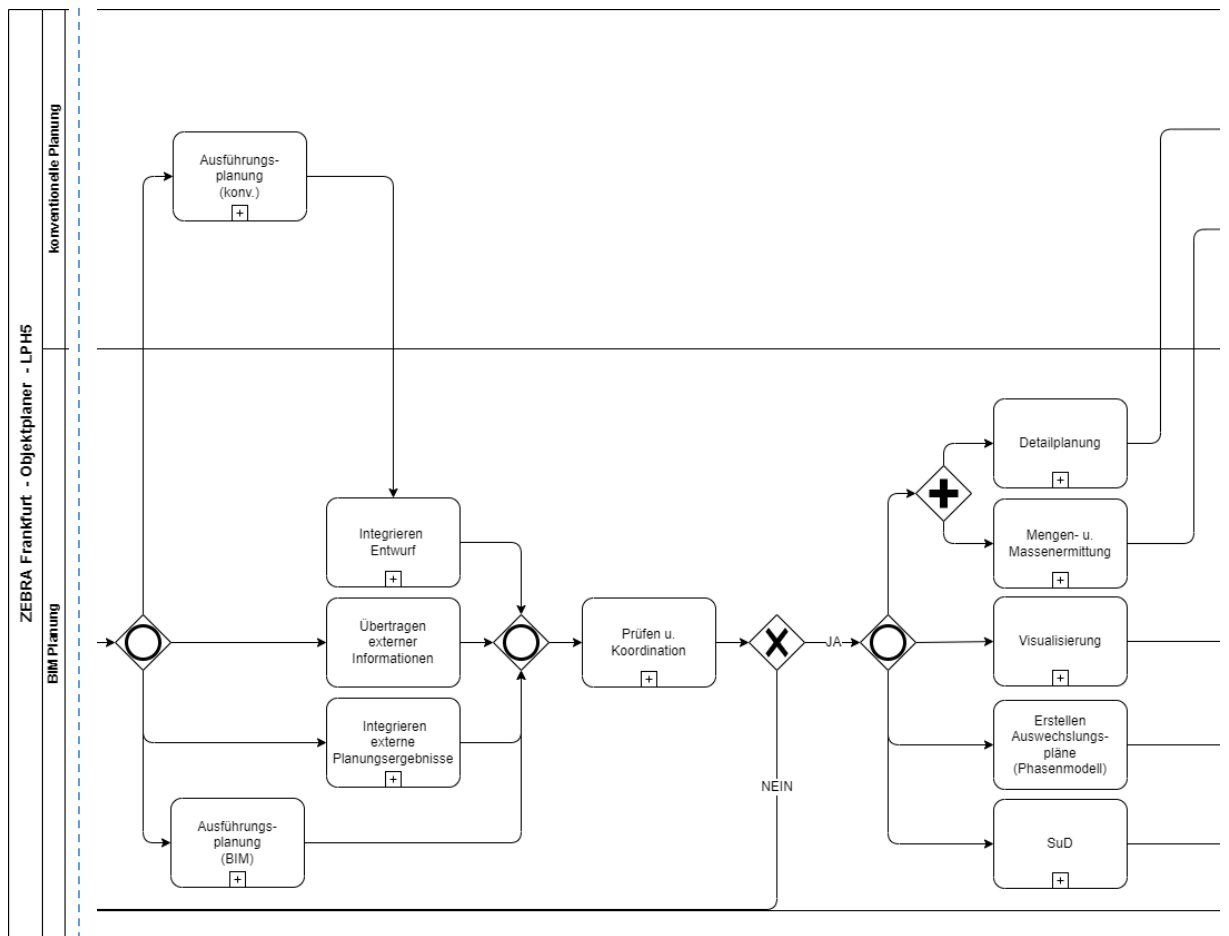 ZEBRA Frankfurt - Objektplaner - LPH5
konventionelle Planung
BIM Planung
Ausführungs-
planung
(konv.)
Integrieren
Entwurf
Übertragen
externer
Informationen
Integrieren
externe
Planungsergebnisse
Ausführungs-
planung
(BIM)
Prüfen u.
Koordination
JA
NEIN
Detailplanung
Mengen- u.
Massenermittung
Visualisierung
Erstellen
Auswechslungs-
pläne
(Phasenmodell)
SuD